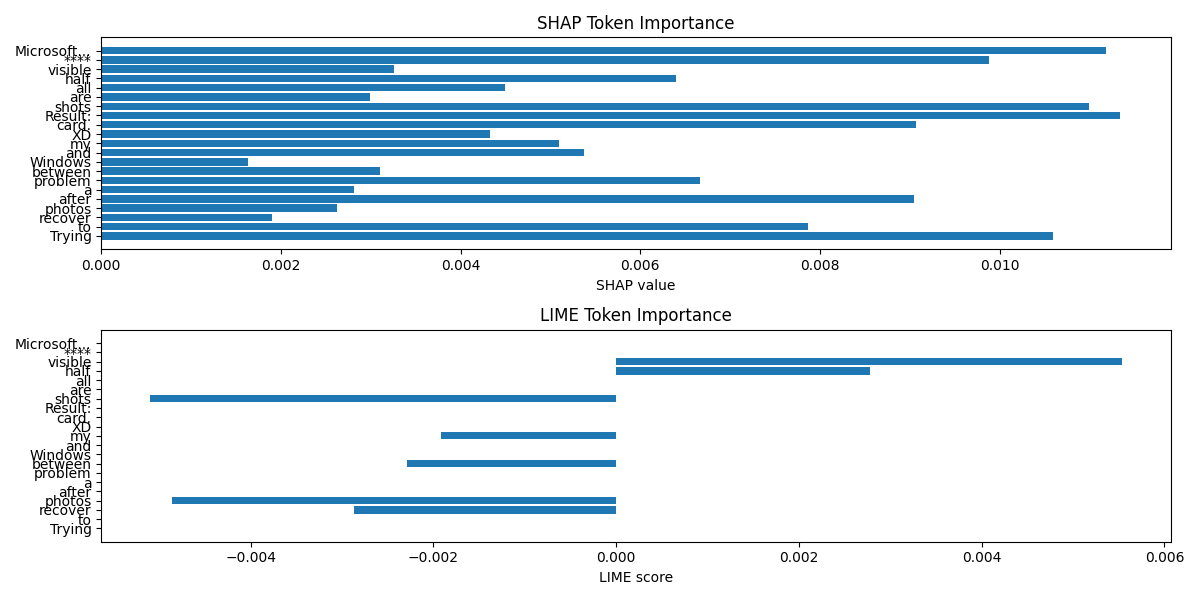 SHAP Token Importance
Microsoft...
****
visible
half
all
are
shots
Result:
card.
XD
my
and
Windows
between
problem
a
after
photos
recover
to
Trying
0.000 0.002 0.004 0.006 0.008 0.010
SHAP value
LIME Token Importance
Microsoft...
****
visible
half
all
are
shots
Result:
card.
XD
my
and
Windows
between
problem
a
after
photos
recover
to
Trying
−0.004 −0.002 0.000 0.002 0.004 0.006
LIME score